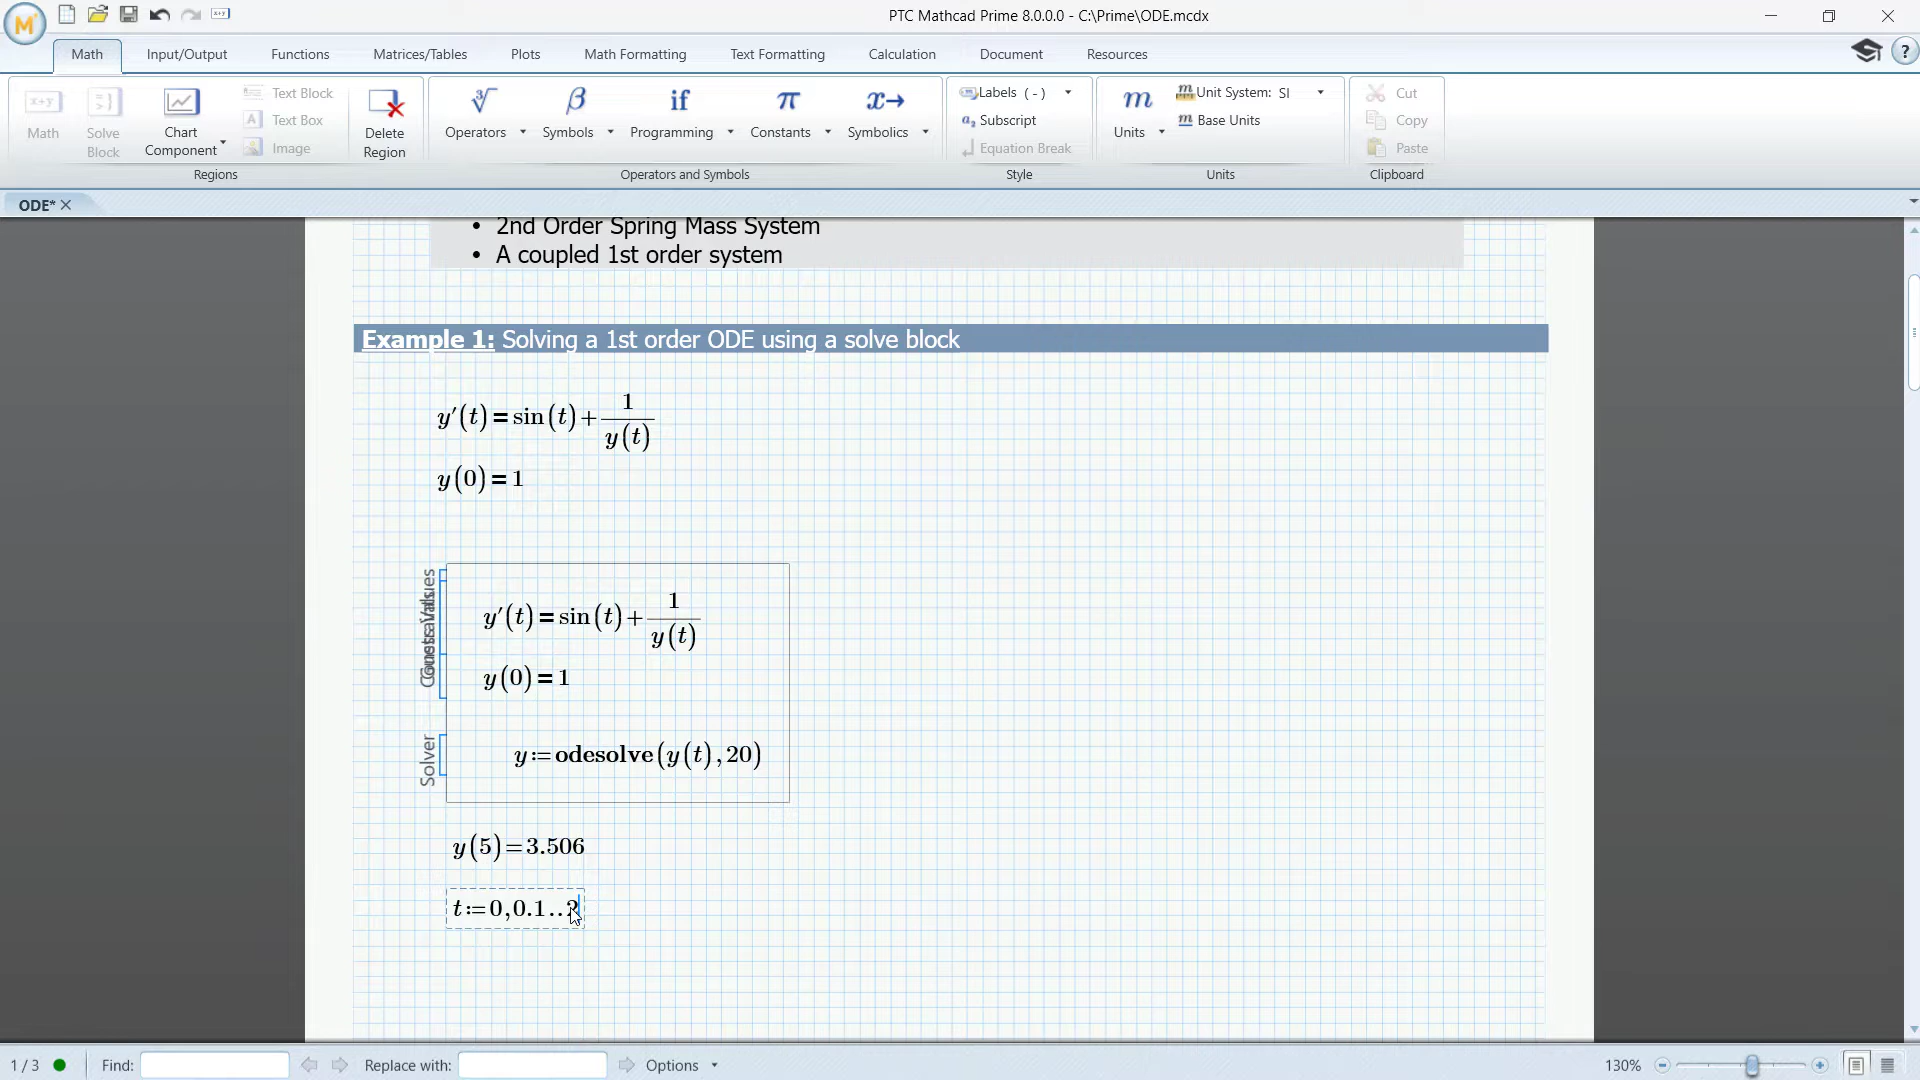 PTC Mathcad Prime 8.0.0.0 - C:\Prime\ODE.mcdx
Math Input/Output Functions Matrices/Tables Plots Math Formatting Text Formatting Calculation Document Resources
Math
Solve Block
Chart Component
Text Block
Text Box
Image
Delete Region
Regions
Operators Symbols Programming Constants Symbolics
Operators and Symbols
Labels ( - )
Subscript
Equation Break
Style
Units
Unit System: SI
Base Units
Units
Cut
Copy
Paste
Clipboard
ODE*
• 2nd Order Spring Mass System
• A coupled 1st order system
Example 1: Solving a 1st order ODE using a solve block
y′(t)=sin(t)+1/y(t)
y(0)=1
y′(t)=sin(t)+1/y(t)
y(0)=1
Solver
y:=odesolve(y(t),20)
y(5)=3.506
t:=0,0.1..2
1 / 3 Find: Replace with: Options 130%